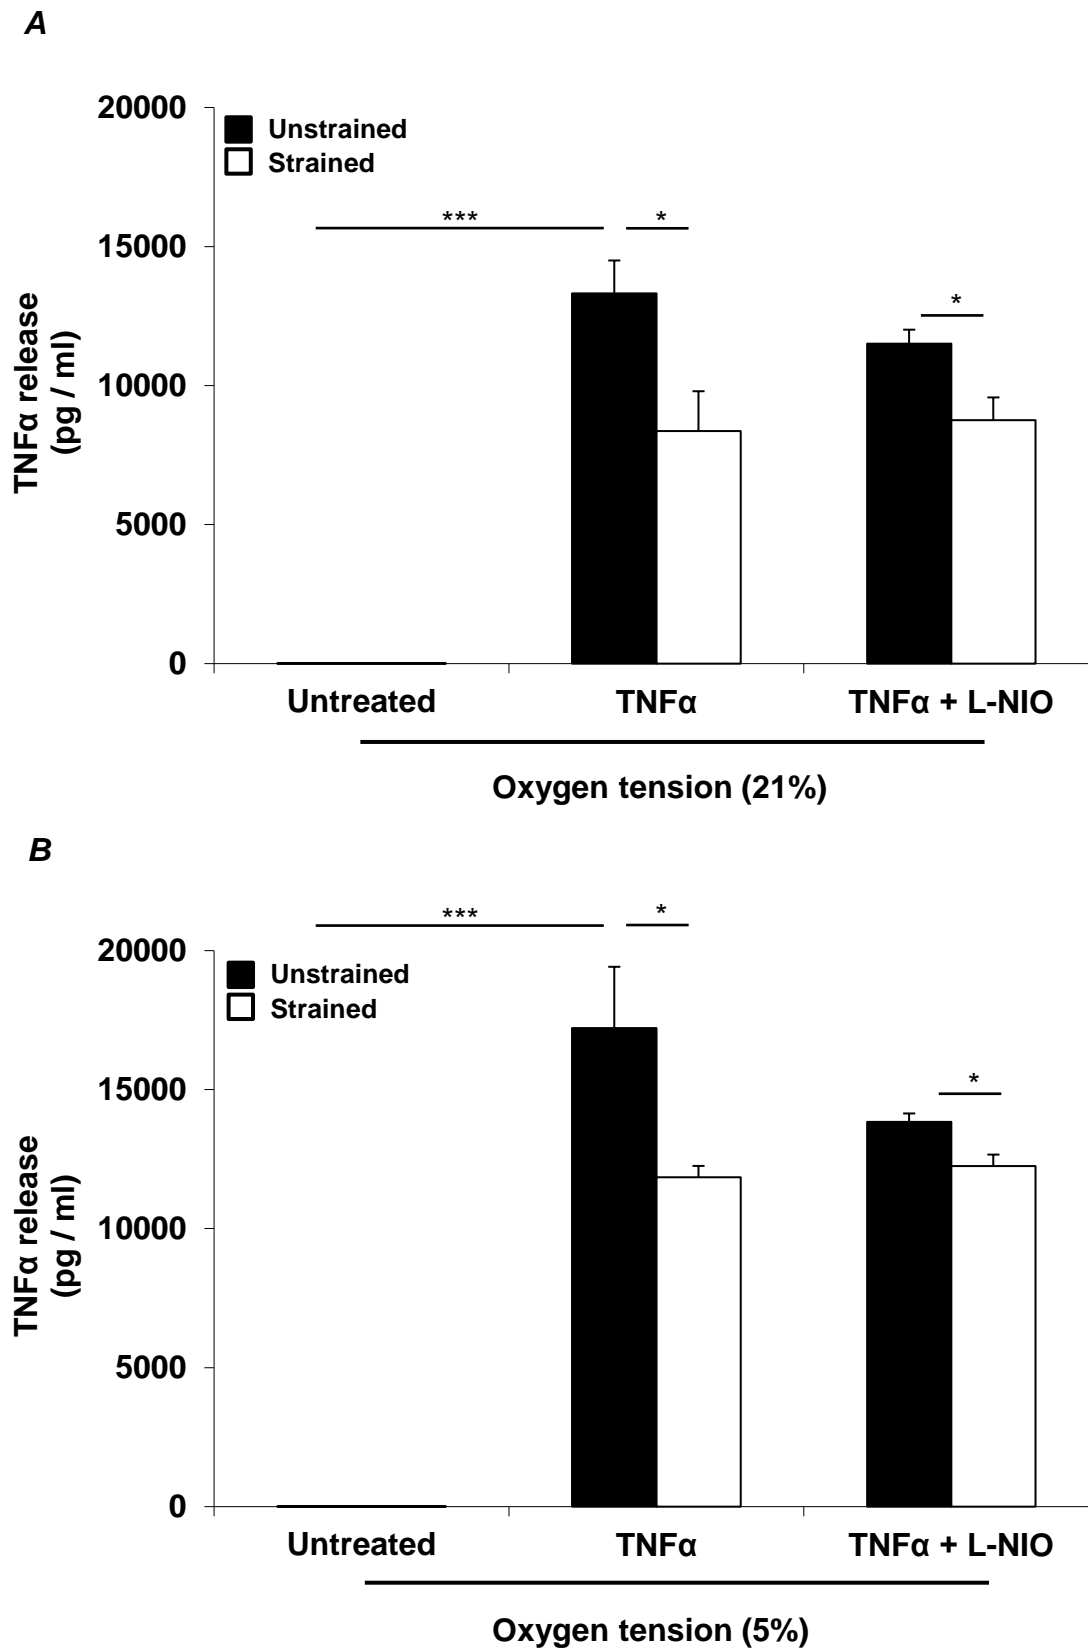 A
20000
Unstrained
Strained
***
*
15000
*
TNFα release
(pg / ml)
10000
5000
0
Untreated
TNFα
TNFα + L-NIO
Oxygen tension (21%)
B
***
*
20000
Unstrained
Strained
15000
*
TNFα release
(pg / ml)
10000
5000
0
Untreated
TNFα
TNFα + L-NIO
Oxygen tension (5%)